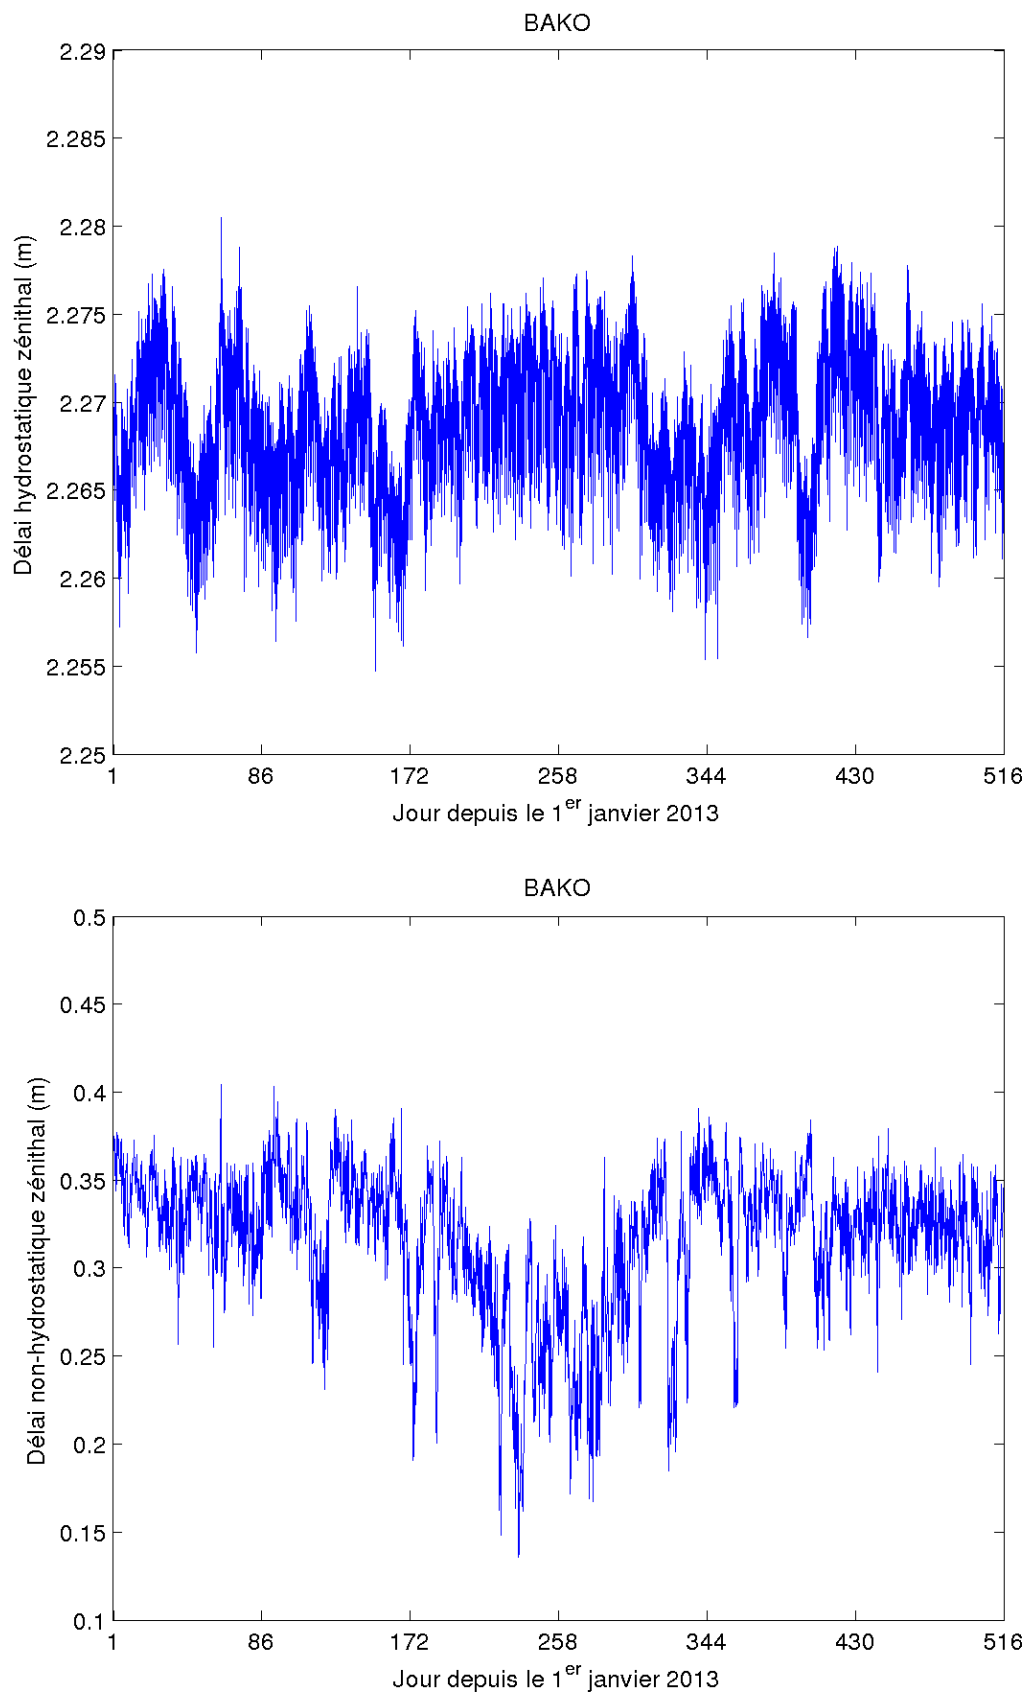 BAKO
Délai hydrostatique zénithal (m)
2.29
2.285
2.28
2.275
2.27
2.265
2.26
2.255
2.25
1 86 172 258 344 430 516
Jour depuis le 1er janvier 2013
BAKO
Délai non-hydrostatique zénithal (m)
0.5
0.45
0.4
0.35
0.3
0.25
0.2
0.15
0.1
1 86 172 258 344 430 516
Jour depuis le 1er janvier 2013